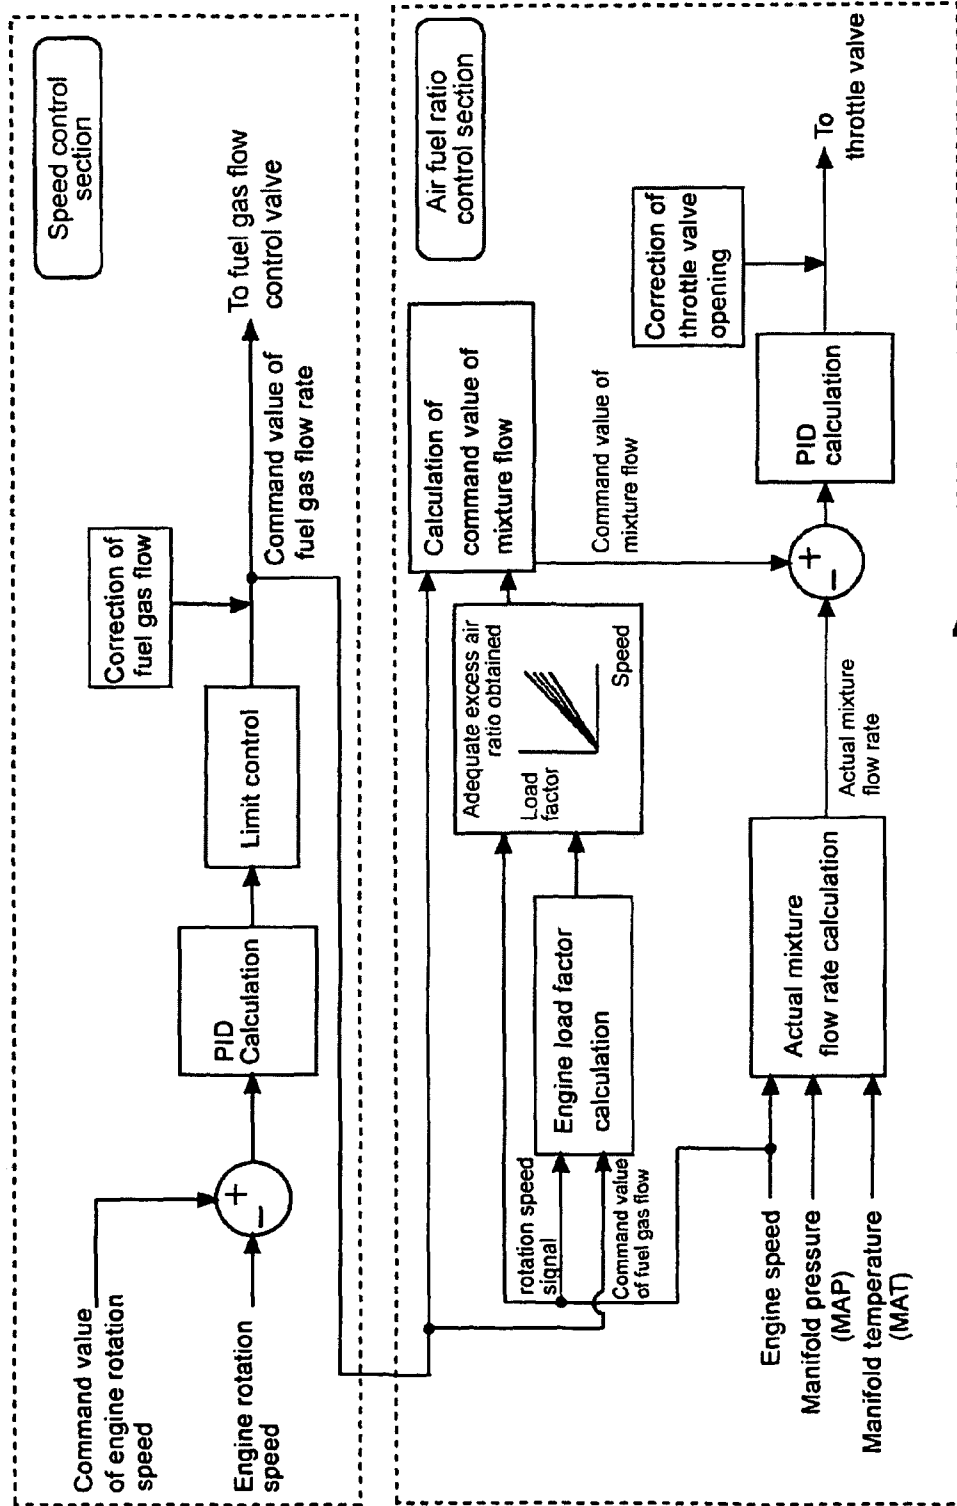 Speed control
section
Command value
of engine rotation
speed
Engine rotation
speed
+
−
PID
Calculation
Limit control
Correction of
fuel gas flow
To fuel gas flow
control valve
Command value of
fuel gas flow rate
Air fuel ratio
control section
rotation speed
signal
Command value
of fuel gas flow
Engine load factor
calculation
Adequate excess air
ratio obtained
Load
factor
Speed
Calculation of
command value of
mixture flow
Command value of
mixture flow
Engine speed
Manifold pressure
(MAP)
Manifold temperature
(MAT)
Actual mixture
flow rate calculation
Actual mixture
flow rate
+
−
PID
calculation
Correction of
throttle valve
opening
To
throttle valve